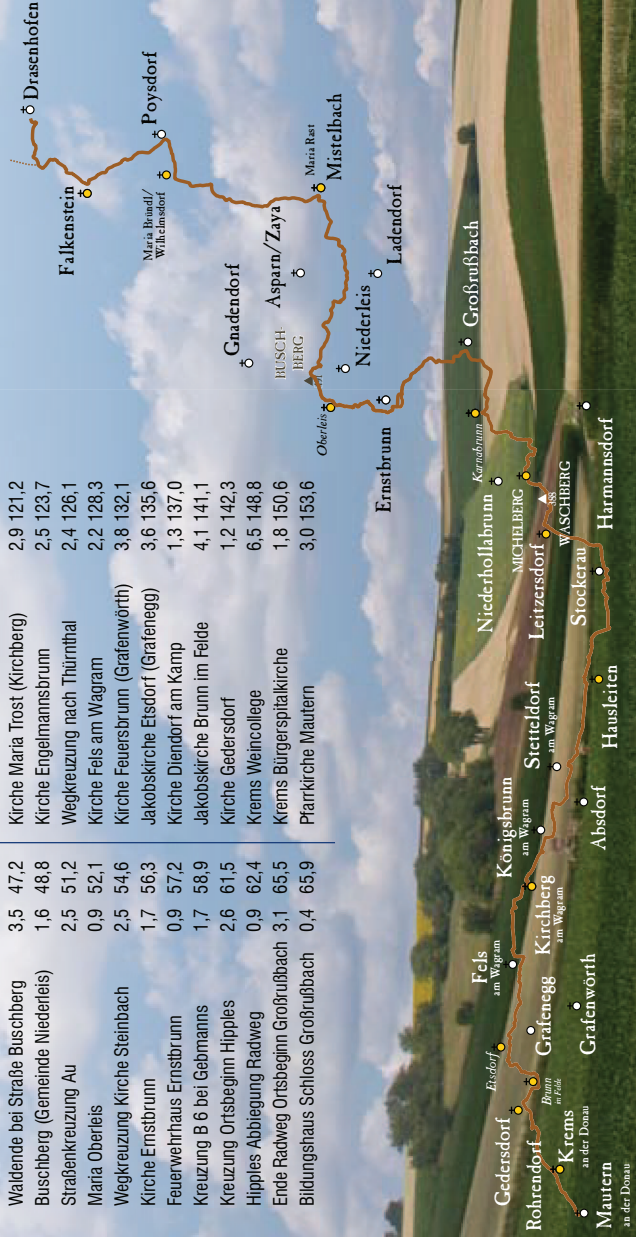 Waldende bei Straße Buschberg 3,5 47,2
Buschberg (Gemeinde Niederleis) 1,6 48,8
Straßenkreuzung Au 2,5 51,2
Maria Oberleis 0,9 52,1
Wegkreuzung Kirche Steinbach 2,5 54,6
Kirche Ernstbrunn 1,7 56,3
Feuerwehrhaus Ernstbrunn 0,9 57,2
Kreuzung B 6 bei Gebmanns 1,7 58,9
Kreuzung Ortsbeginn Hipples 2,6 61,5
Hipples Abbiegung Radweg 0,9 62,4
Ende Radweg Ortsbeginn Großrußbach 3,1 65,5
Bildungshaus Schloss Großrußbach 0,4 65,9
Kirche Maria Trost (Kirchberg) 2,9 121,2
Kirche Engelmannsbrunn 2,5 123,7
Wegkreuzung nach Thürnthal 2,4 126,1
Kirche Fels am Wagram 2,2 128,3
Kirche Feuersbrunn (Grafenwörth) 3,8 132,1
Jakobskirche Etsdorf (Grafenegg) 3,6 135,6
Kirche Diendorf am Kamp 1,3 137,0
Jakobskirche Brunn im Felde 4,1 141,1
Kirche Gedersdorf 1,2 142,3
Krems Weincollege 6,5 148,8
Krems Bürgerspitalkirche 1,8 150,6
Pfarrkirche Mautern 3,0 153,6
Drasenhofen
Falkenstein
Poysdorf
Maria Bründl/
Wilhelmsdorf
Maria Rast
Mistelbach
Gnadendorf
Asparn/Zaya
Ladendorf
BUSCH-
BERG
Niederleis
Oberleis
Ernstbrunn
Großrußbach
Karnabrunn
Niederhollabrunn
MICHELBERG
388
WASCHBERG
Leitzersdorf
Harmannsdorf
Stockerau
Hausleiten
Stetteldorf
am Wagram
Absdorf
Königsbrunn
am Wagram
Kirchberg
am Wagram
Fels
am Wagram
Grafenegg
Grafenwörth
Etsdorf
Brunn
im Felde
Gedersdorf
Rohrendorf
Krems
an der Donau
Mautern
an der Donau